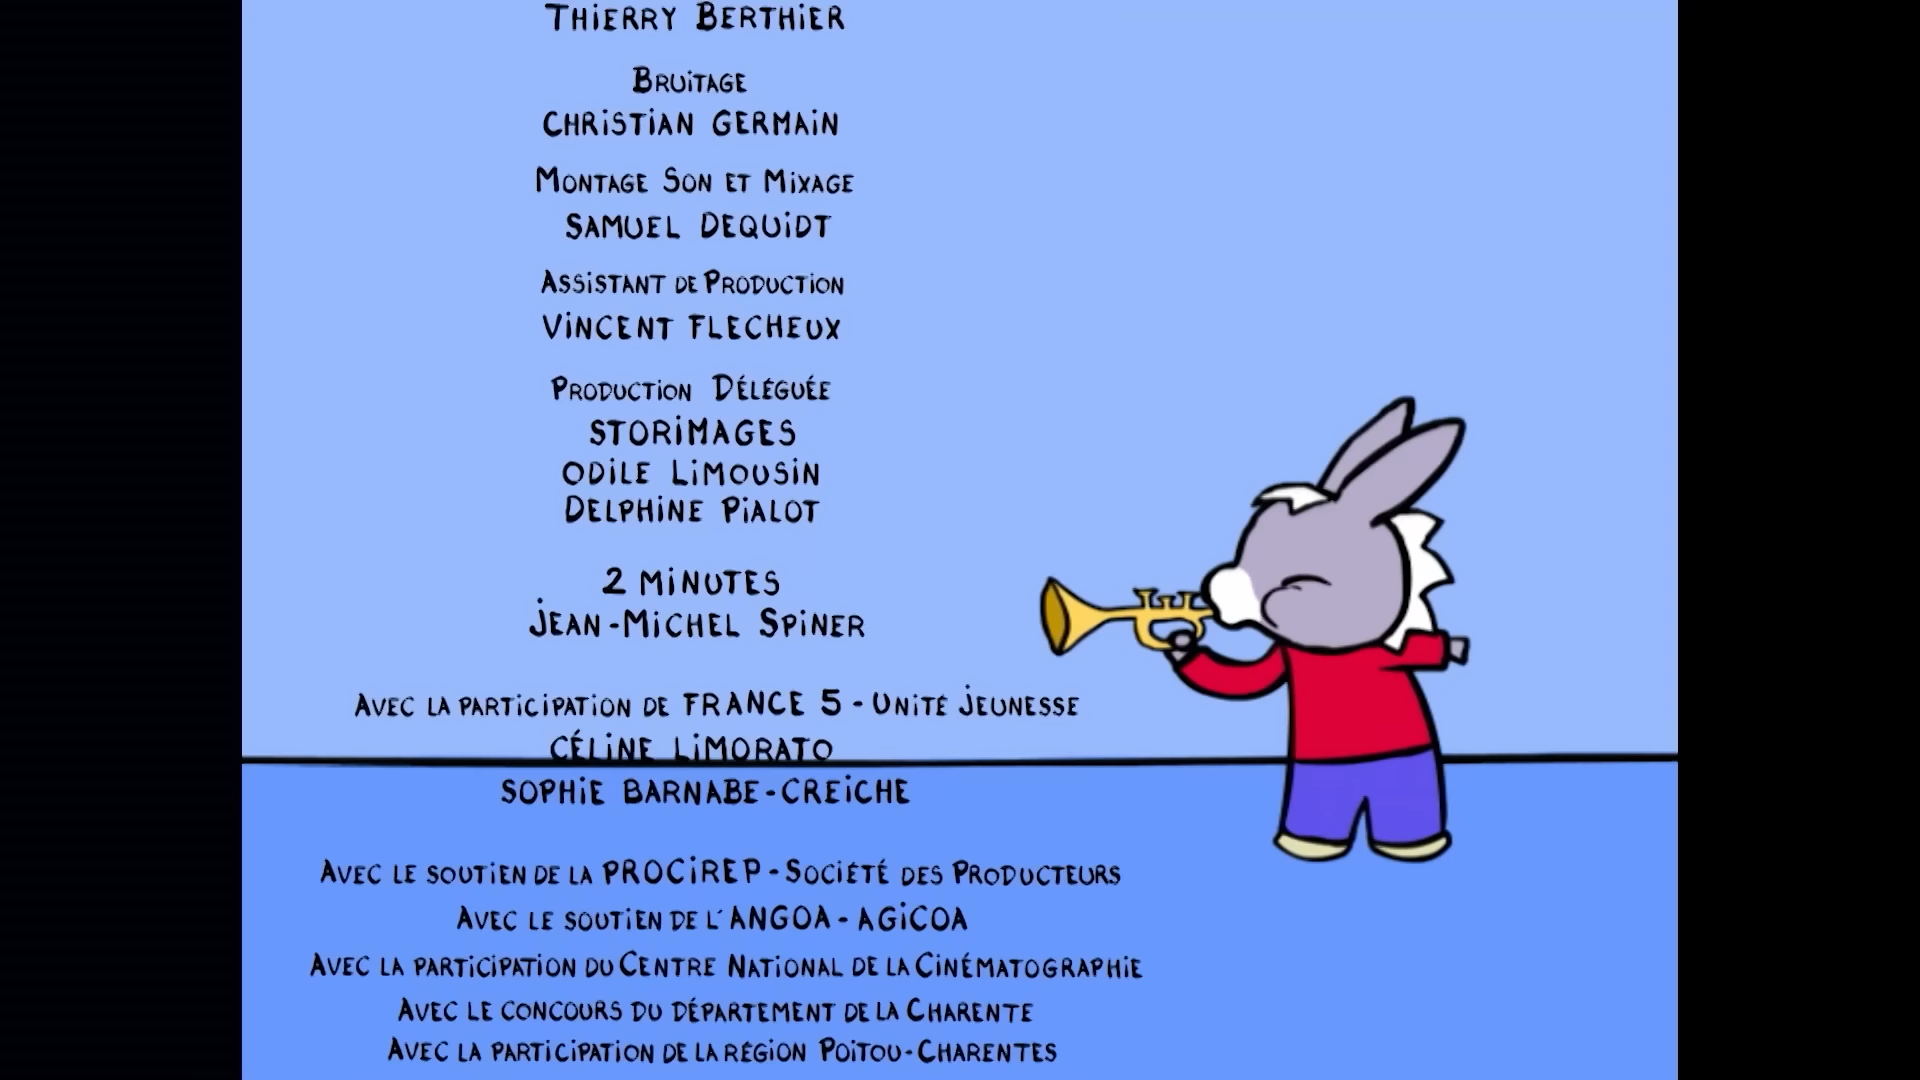 THIERRY BERTHIER
BRUITAGE
CHRISTIAN GERMAIN
MONTAGE SON ET MIXAGE
SAMUEL DEQUIDT
ASSISTANT DE PRODUCTION
VINCENT FLECHEUX
PRODUCTION DÉLÉGUÉE
STORIMAGES
ODILE LIMOUSIN
DELPHINE PIALOT
2 MINUTES
JEAN-MICHEL SPINER
AVEC LA PARTICIPATION DE FRANCE 5 - UNITÉ JEUNESSE
CÉLINE LIMORATO
SOPHIE BARNABE-CREICHE
AVEC LE SOUTIEN DE LA PROCIREP - SOCIÉTÉ DES PRODUCTEURS
AVEC LE SOUTIEN DE L'ANGOA - AGICOA
AVEC LA PARTICIPATION DU CENTRE NATIONAL DE LA CINÉMATOGRAPHIE
AVEC LE CONCOURS DU DÉPARTEMENT DE LA CHARENTE
AVEC LA PARTICIPATION DE LA RÉGION POITOU-CHARENTES